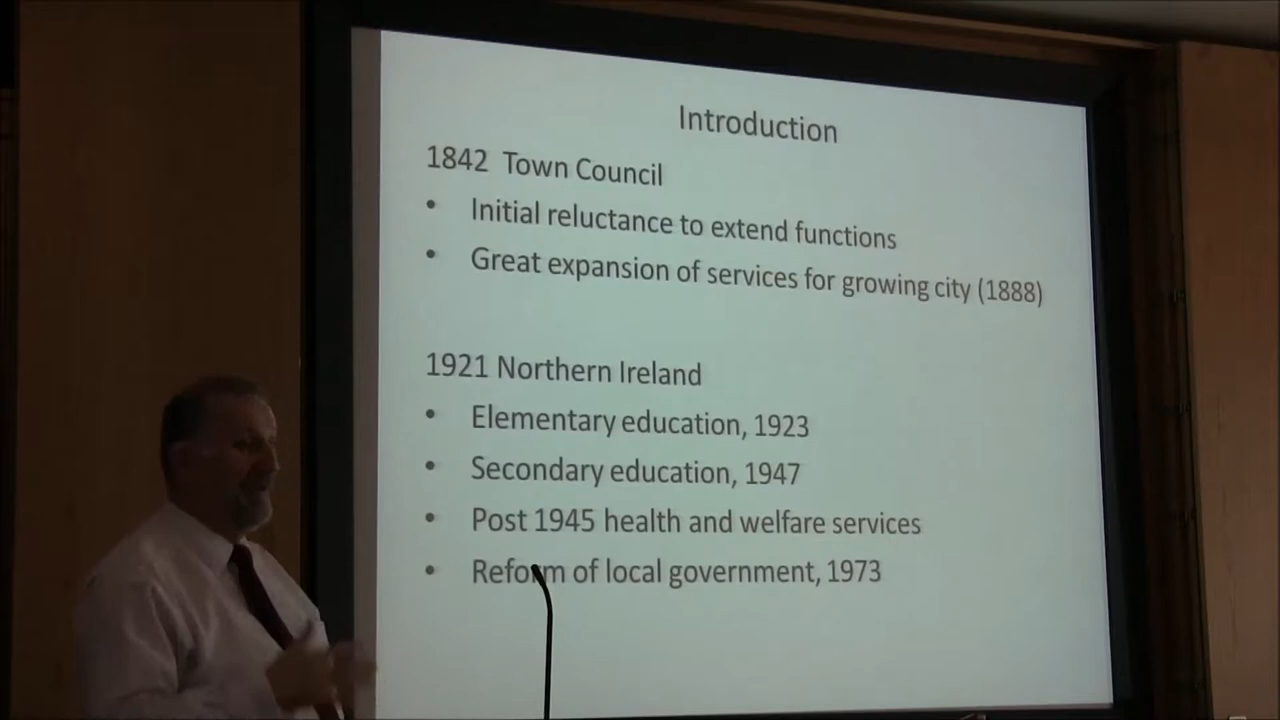 Introduction
1842 Town Council
• Initial reluctance to extend functions
• Great expansion of services for growing city (1888)
1921 Northern Ireland
• Elementary education, 1923
• Secondary education, 1947
• Post 1945 health and welfare services
• Reform of local government, 1973